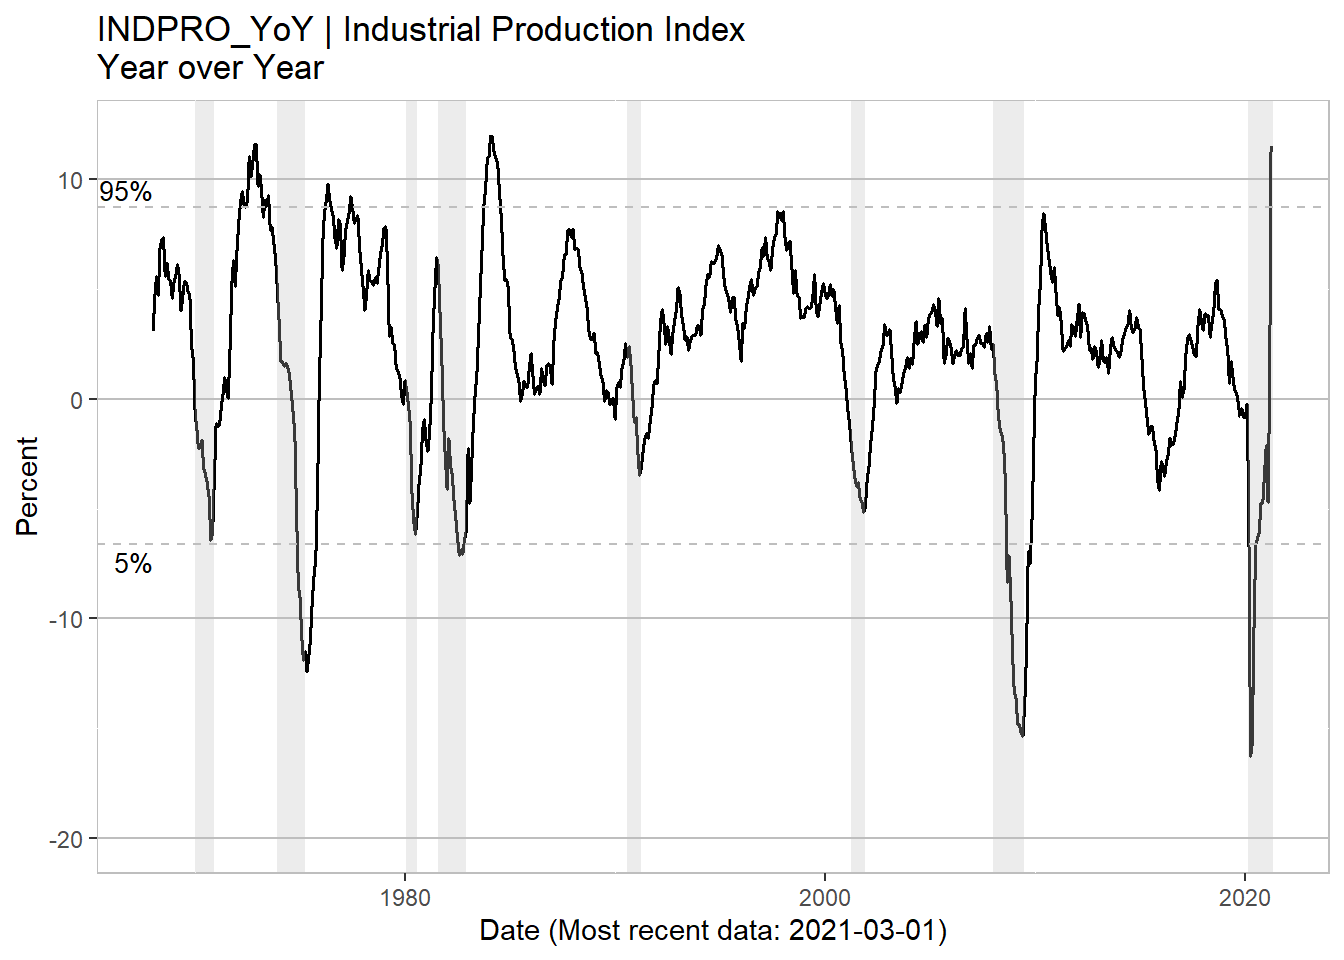 INDPRO_YoY | Industrial Production Index
Year over Year
10
95%
0
5%
-10
-20
Percent
1980
2000
2020
Date (Most recent data: 2021-03-01)